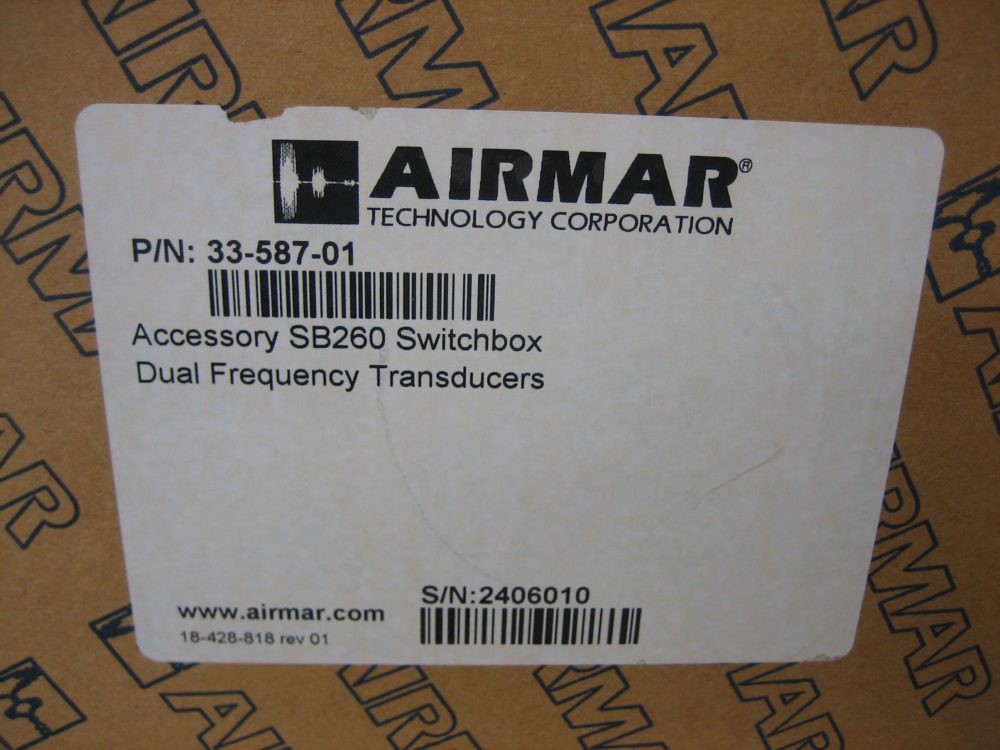 AIRMAR®
TECHNOLOGY CORPORATION
P/N: 33-587-01
Accessory SB260 Switchbox
Dual Frequency Transducers
S/N:2406010
www.airmar.com
18-428-818 rev 01